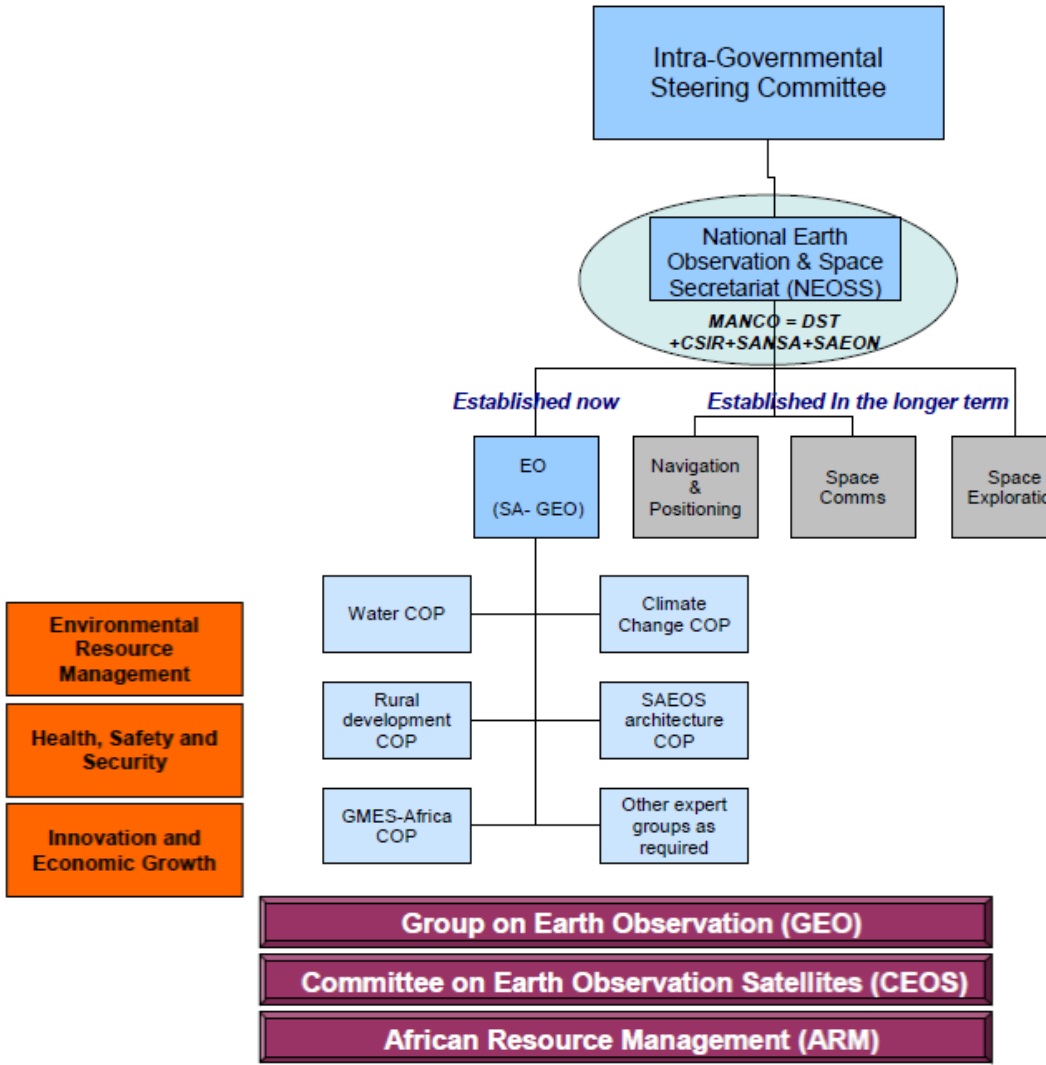 Intra-Governmental
Steering Committee
National Earth
Observation & Space
Secretariat (NEOSS)
MANCO = DST
+CSIR+SANSA+SAEON
Established now
Established In the longer term
EO
(SA- GEO)
Navigation
&
Positioning
Space
Comms
Space
Exploratio
Water COP
Climate
Change COP
Environmental
Resource
Management
Rural
development
COP
SAEOS
architecture
COP
Health, Safety and
Security
GMES-Africa
COP
Other expert
groups as
required
Innovation and
Economic Growth
Group on Earth Observation (GEO)
Committee on Earth Observation Satellites (CEOS)
African Resource Management (ARM)